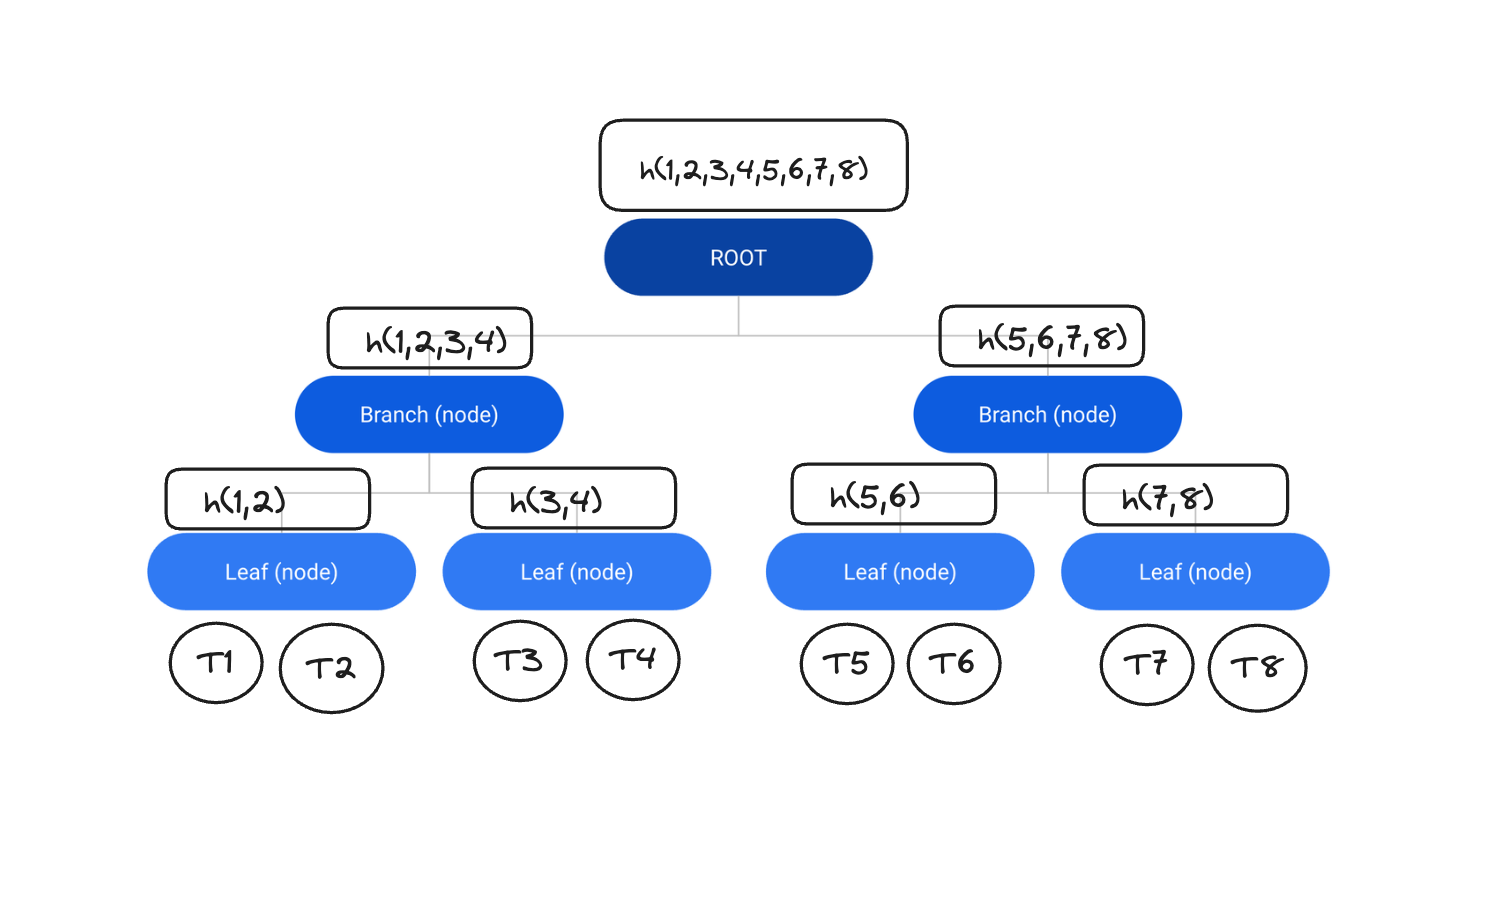 h(1,2,3,4,5,6,7,8)
ROOT
h(1,2,3,4)
h(5,6,7,8)
Branch (node)
Branch (node)
h(1,2)
h(3,4)
h(5,6)
h(7,8)
Leaf (node)
Leaf (node)
Leaf (node)
Leaf (node)
T1
T2
T3
T4
T5
T6
T7
T8